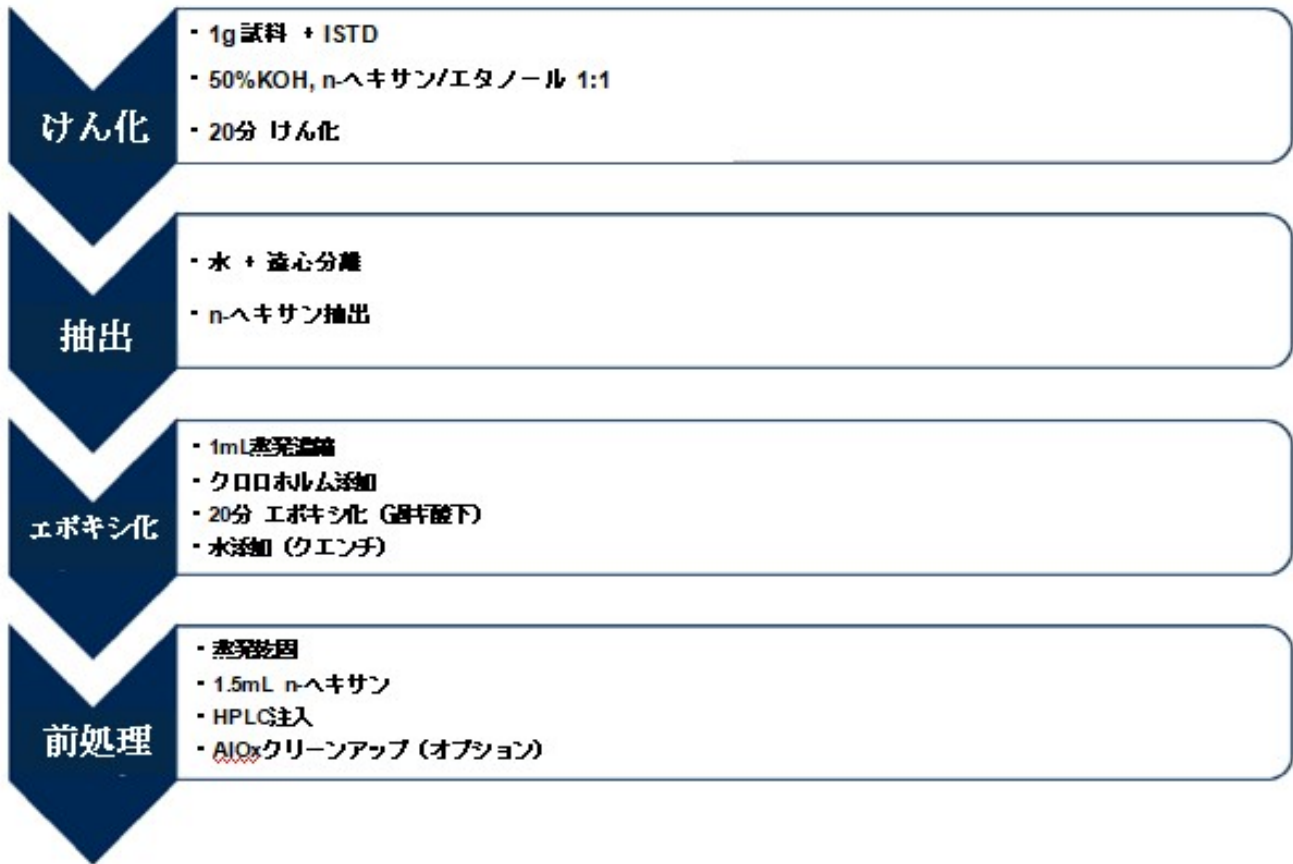 けん化
・1g試料 + ISTD
・50%KOH, n-ヘキサン/エタノール 1:1
・20分 けん化
抽出
・水 + 遠心分離
・n-ヘキサン抽出
エポキシ化
・1mL蒸発濃縮
・クロロホルム添加
・20分 エポキシ化（過ギ酸下）
・水添加（クエンチ）
前処理
・蒸発乾固
・1.5mL n-ヘキサン
・HPLC注入
・AlOxクリーンアップ（オプション）